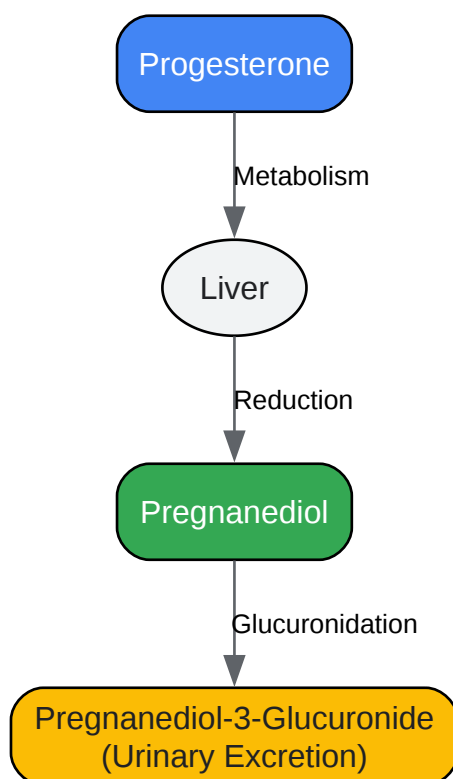 Progesterone
Metabolism
Liver
Reduction
Pregnanediol
Glucuronidation
Pregnanediol-3-Glucuronide
(Urinary Excretion)